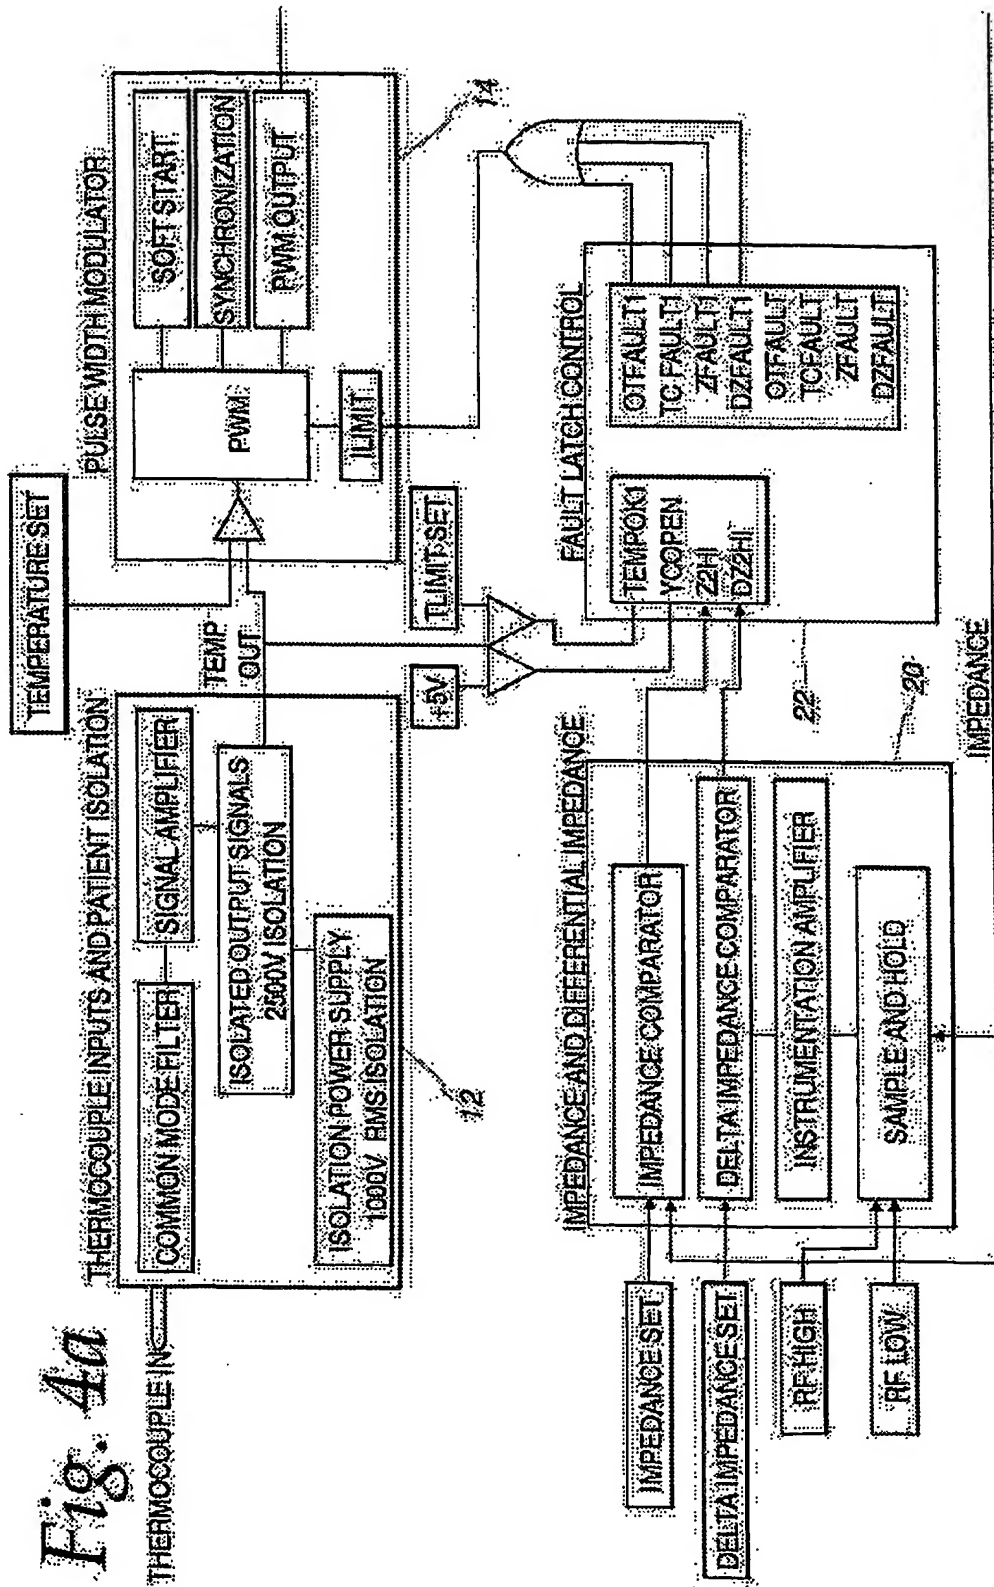 Fig. 4a
THERMOCOUPLE IN
THERMOCOUPLE INPUTS AND PATIENT ISOLATION
COMMON MODE FILTER
SIGNAL AMPLIFIER
ISOLATED OUTPUT SIGNALS
2500V ISOLATION
ISOLATION POWER SUPPLY
1000V RMS ISOLATION
12
TEMP
OUT
TEMPERATURE SET
PULSE WIDTH MODULATOR
PWM
SOFT START
SYNCHRONIZATION
PWM OUTPUT
ILIMIT
14
+5V
TLIMIT SET
IMPEDANCE SET
DELTA IMPEDANCE SET
RF HIGH
RF LOW
IMPEDANCE AND DIFFERENTIAL IMPEDANCE
IMPEDANCE COMPARATOR
DELTA IMPEDANCE COMPARATOR
INSTRUMENTATION AMPLIFIER
SAMPLE AND HOLD
20
IMPEDANCE
FAULT LATCH CONTROL
TEMPOK1
YCOPEN
Z2HI
DZ2HI
OTFAULT1
TC FAULT1
ZFAULT1
DZFAULT1
OTFAULT
TCFAULT
ZFAULT
DZFAULT
22